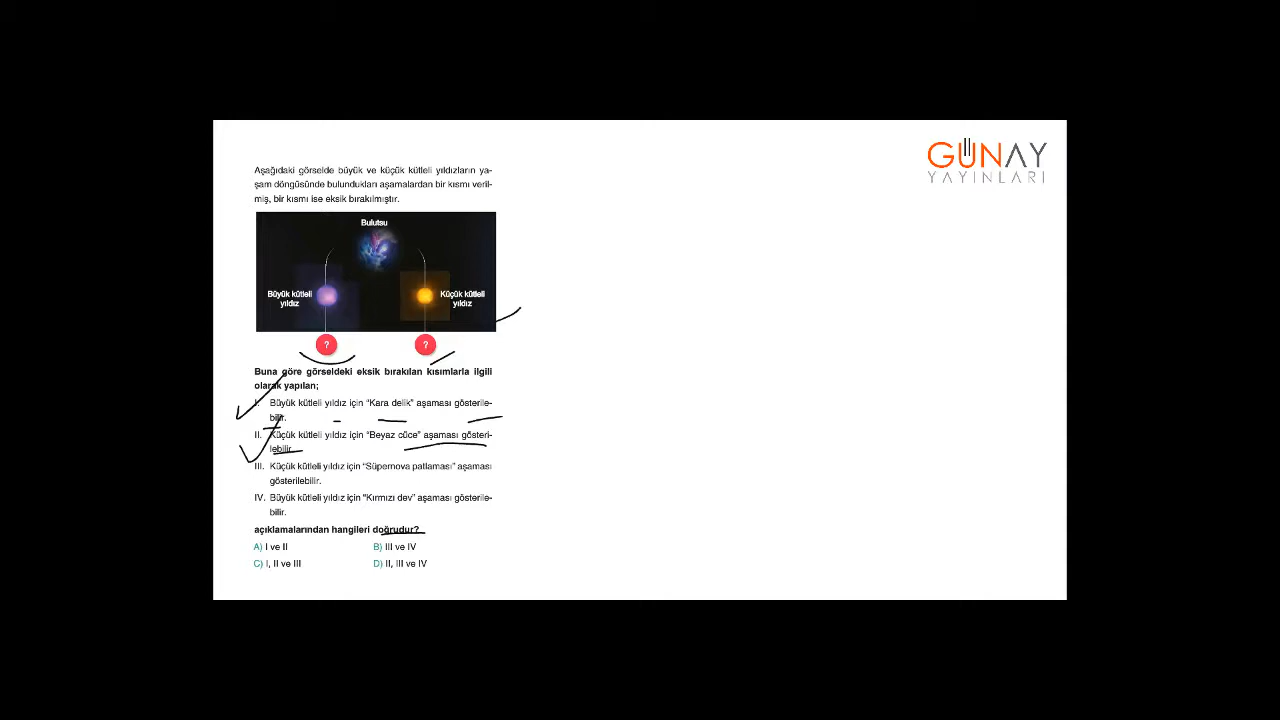 GÜNAY
YAYINLARI
Aşağıdaki görselde büyük ve küçük kütleli yıldızların ya-
şam döngüsünde bulundukları aşamalardan bir kısmı veril-
miş, bir kısmı ise eksik bırakılmıştır.
Bulutsu
Büyük kütleli
yıldız
Küçük kütleli
yıldız
? ?
Buna göre görseldeki eksik bırakılan kısımlarla ilgili
olarak yapılan;
I. Büyük kütleli yıldız için “Kara delik” aşaması gösterile-
bilir.
II. Küçük kütleli yıldız için “Beyaz cüce” aşaması gösteri-
lebilir.
III. Küçük kütleli yıldız için “Süpernova patlaması” aşaması
gösterilebilir.
IV. Büyük kütleli yıldız için “Kırmızı dev” aşaması gösterile-
bilir.
açıklamalarından hangileri doğrudur?
A) I ve II B) III ve IV
C) I, II ve III D) II, III ve IV